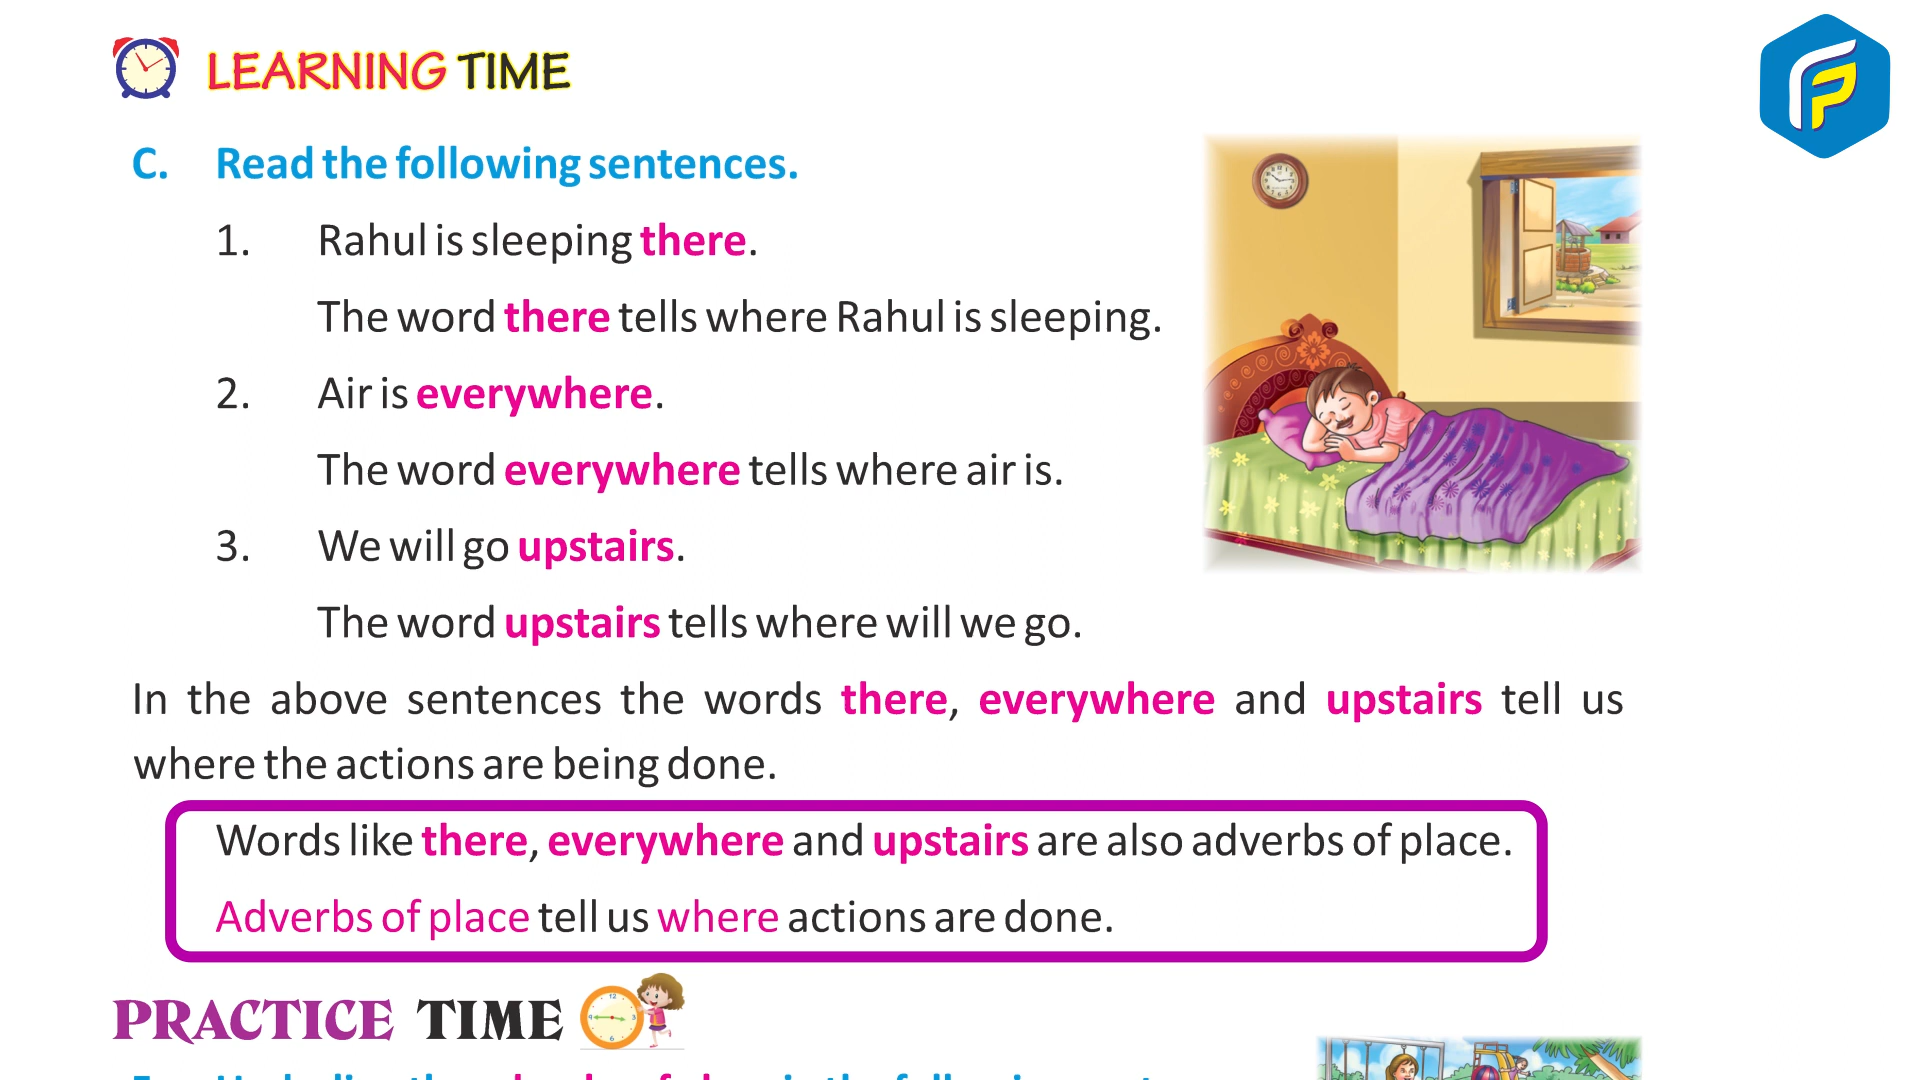 LEARNING TIME
C. Read the following sentences.
1. Rahul is sleeping there.
The word there tells where Rahul is sleeping.
2. Air is everywhere.
The word everywhere tells where air is.
3. We will go upstairs.
The word upstairs tells where will we go.
In the above sentences the words there, everywhere and upstairs tell us
where the actions are being done.
Words like there, everywhere and upstairs are also adverbs of place.
Adverbs of place tell us where actions are done.
PRACTICE TIME